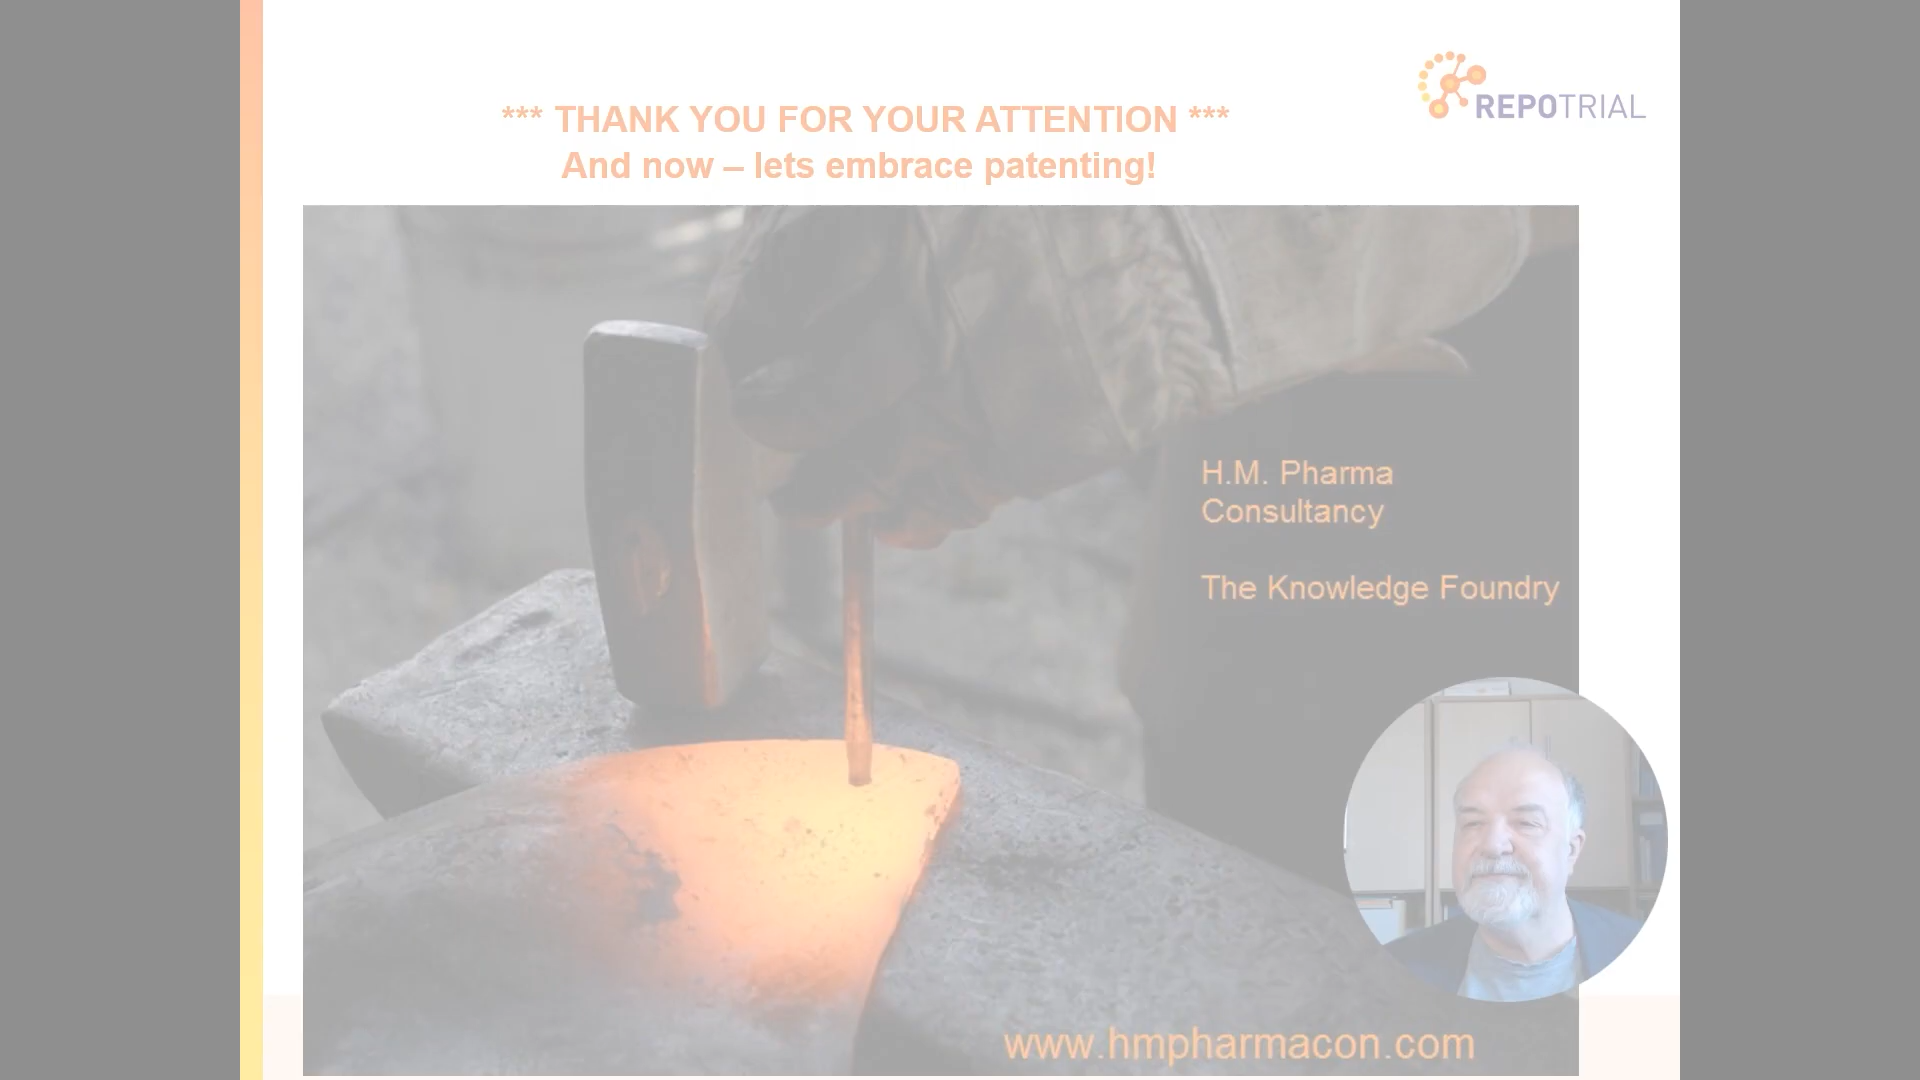 *** THANK YOU FOR YOUR ATTENTION ***
And now – lets embrace patenting!
REPOTRIAL
H.M. Pharma
Consultancy
The Knowledge Foundry
www.hmpharmacon.com